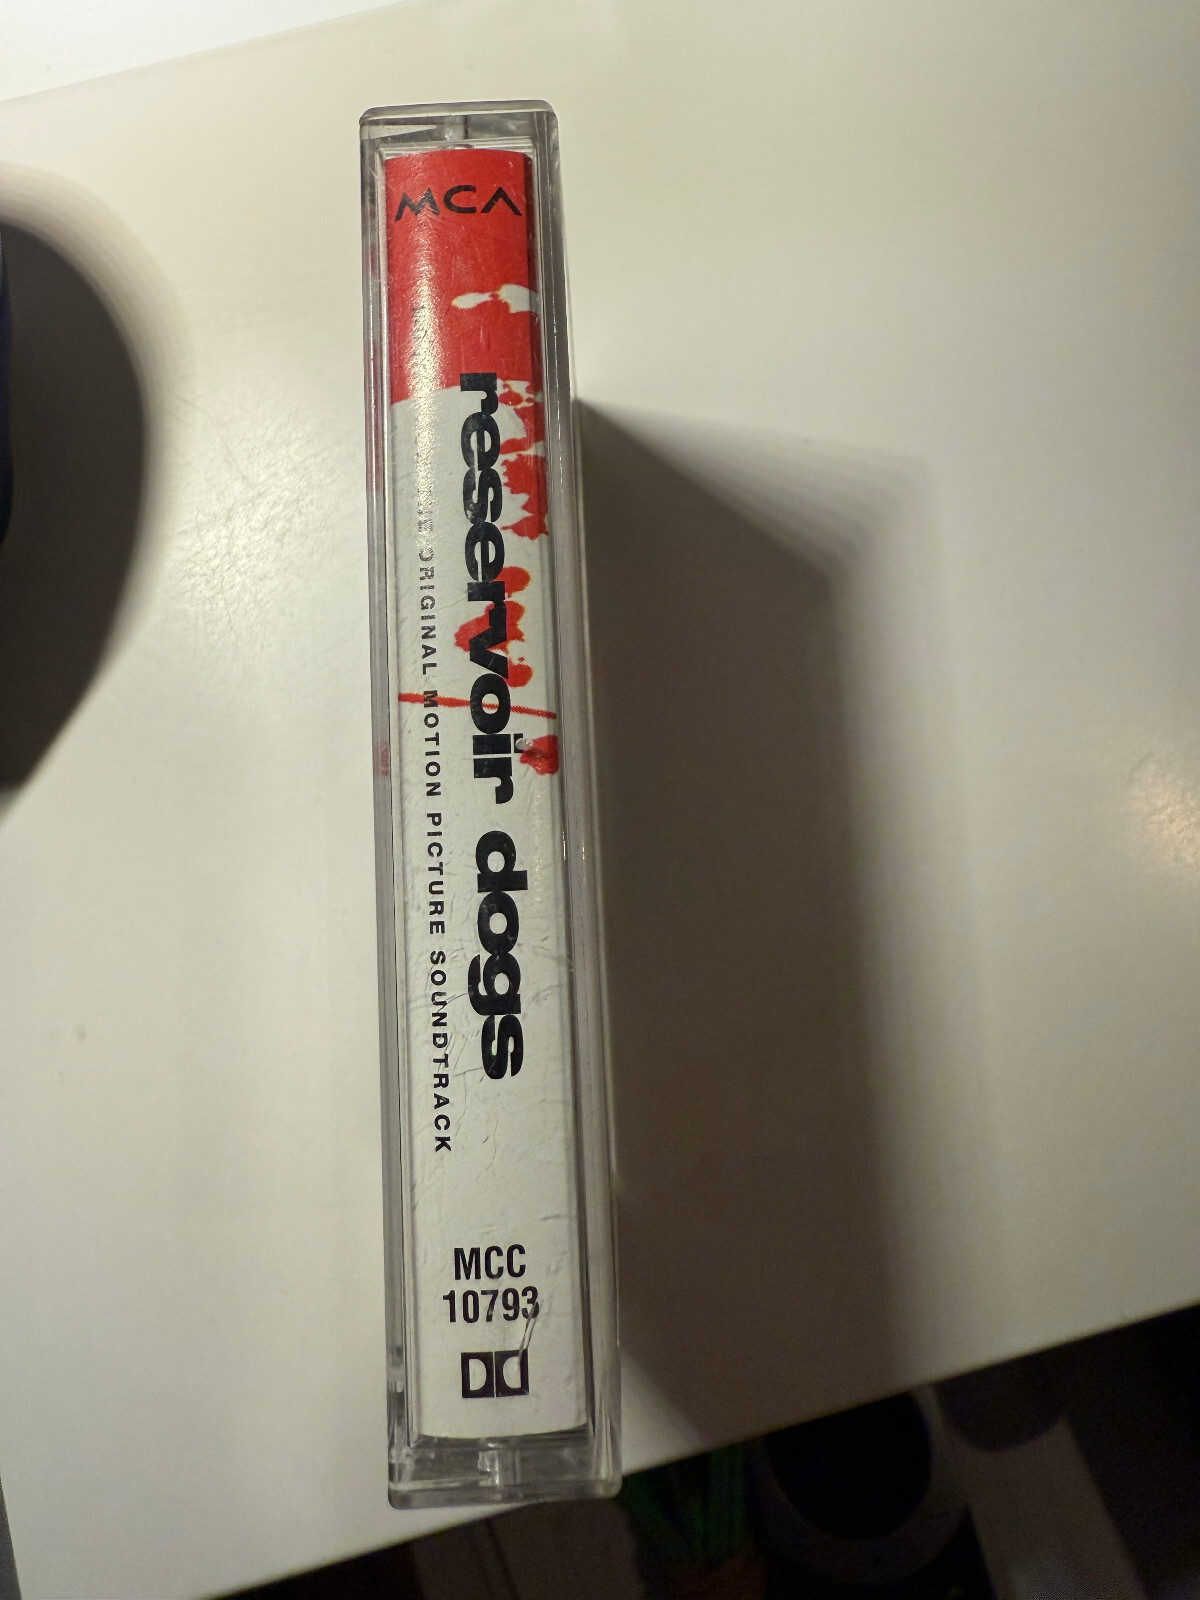 MCA
reservoir dogs
ORIGINAL MOTION PICTURE SOUNDTRACK
MCC
10793